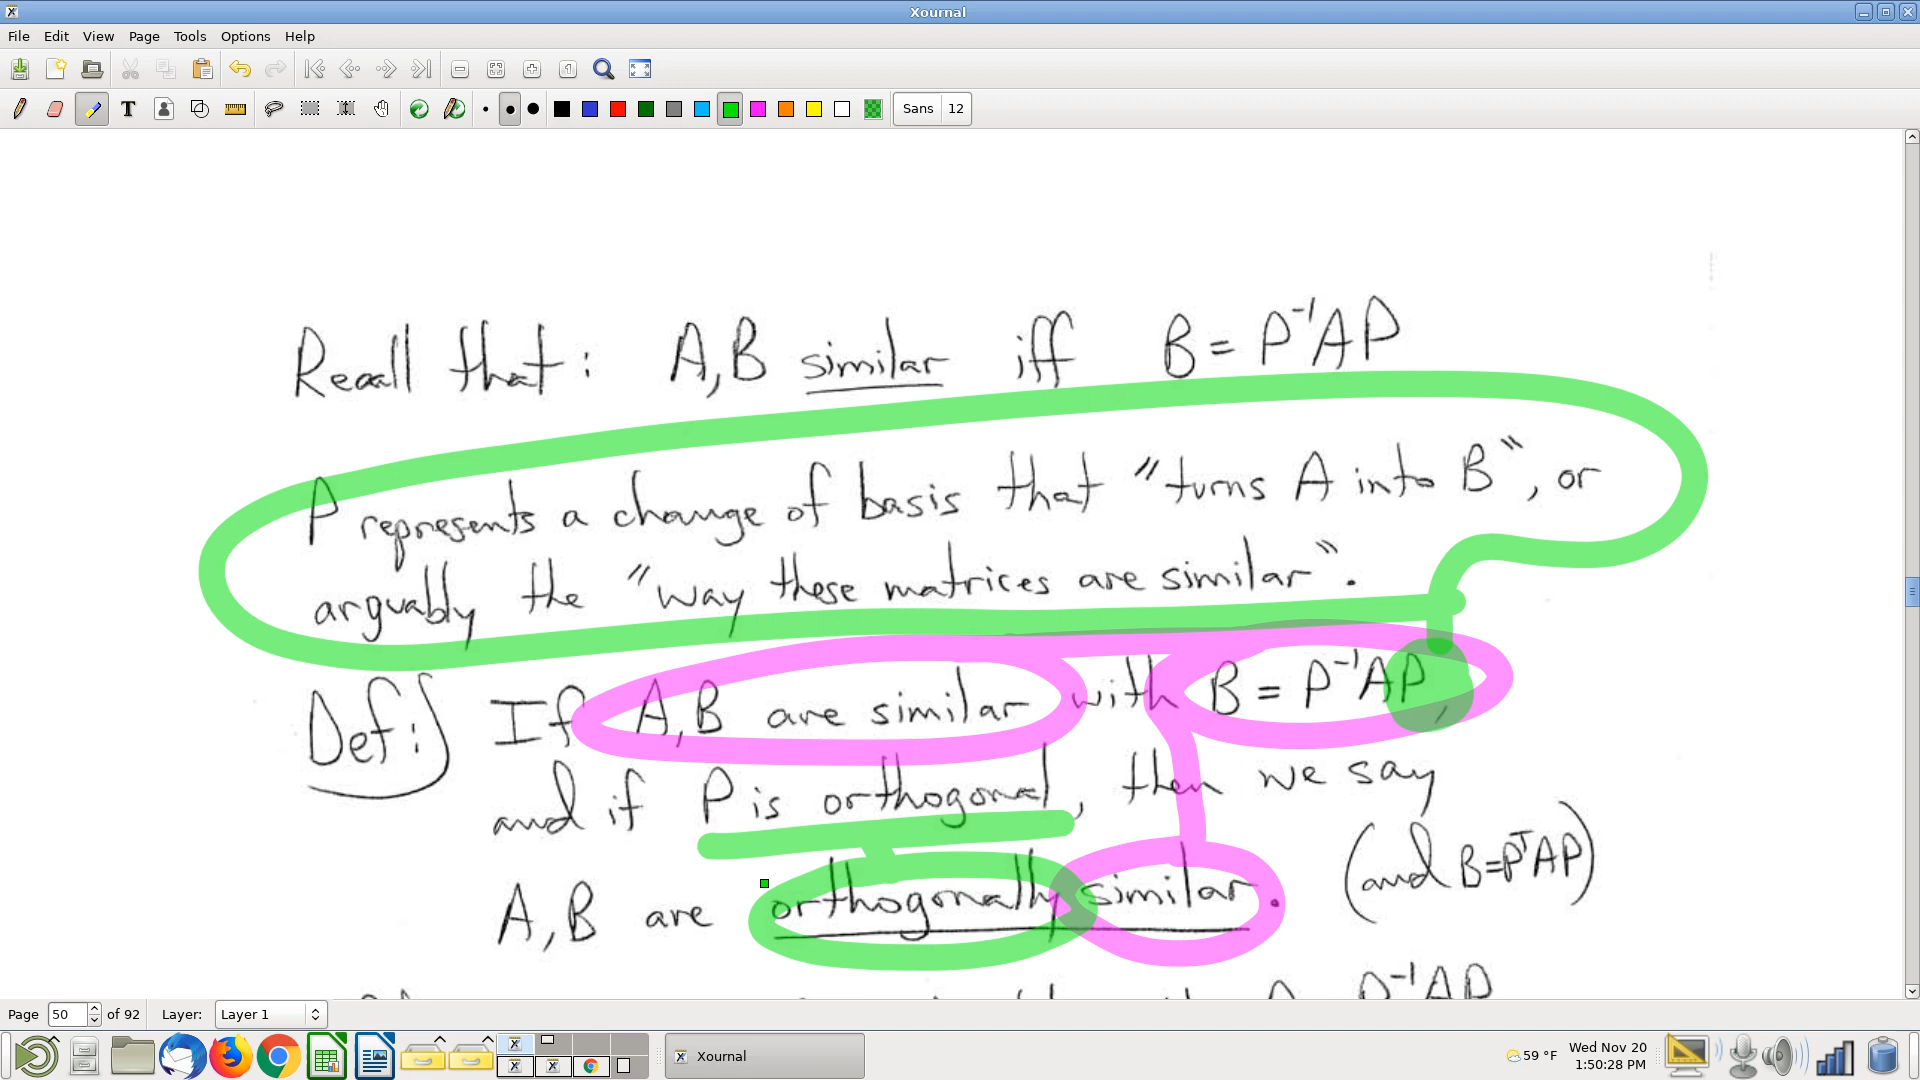 Xournal
File Edit View Page Tools Options Help
Sans 12
Recall that: A,B similar iff B = P⁻¹AP
P represents a change of basis that "turns A into B", or
arguably the "way these matrices are similar".
Def: If A,B are similar with B = P⁻¹AP,
and if P is orthogonal, then we say
A,B are orthogonally similar. (and B=PᵀAP)
P⁻¹AP
Page 50 of 92 Layer: Layer 1
Xournal
59 °F
Wed Nov 20
1:50:28 PM